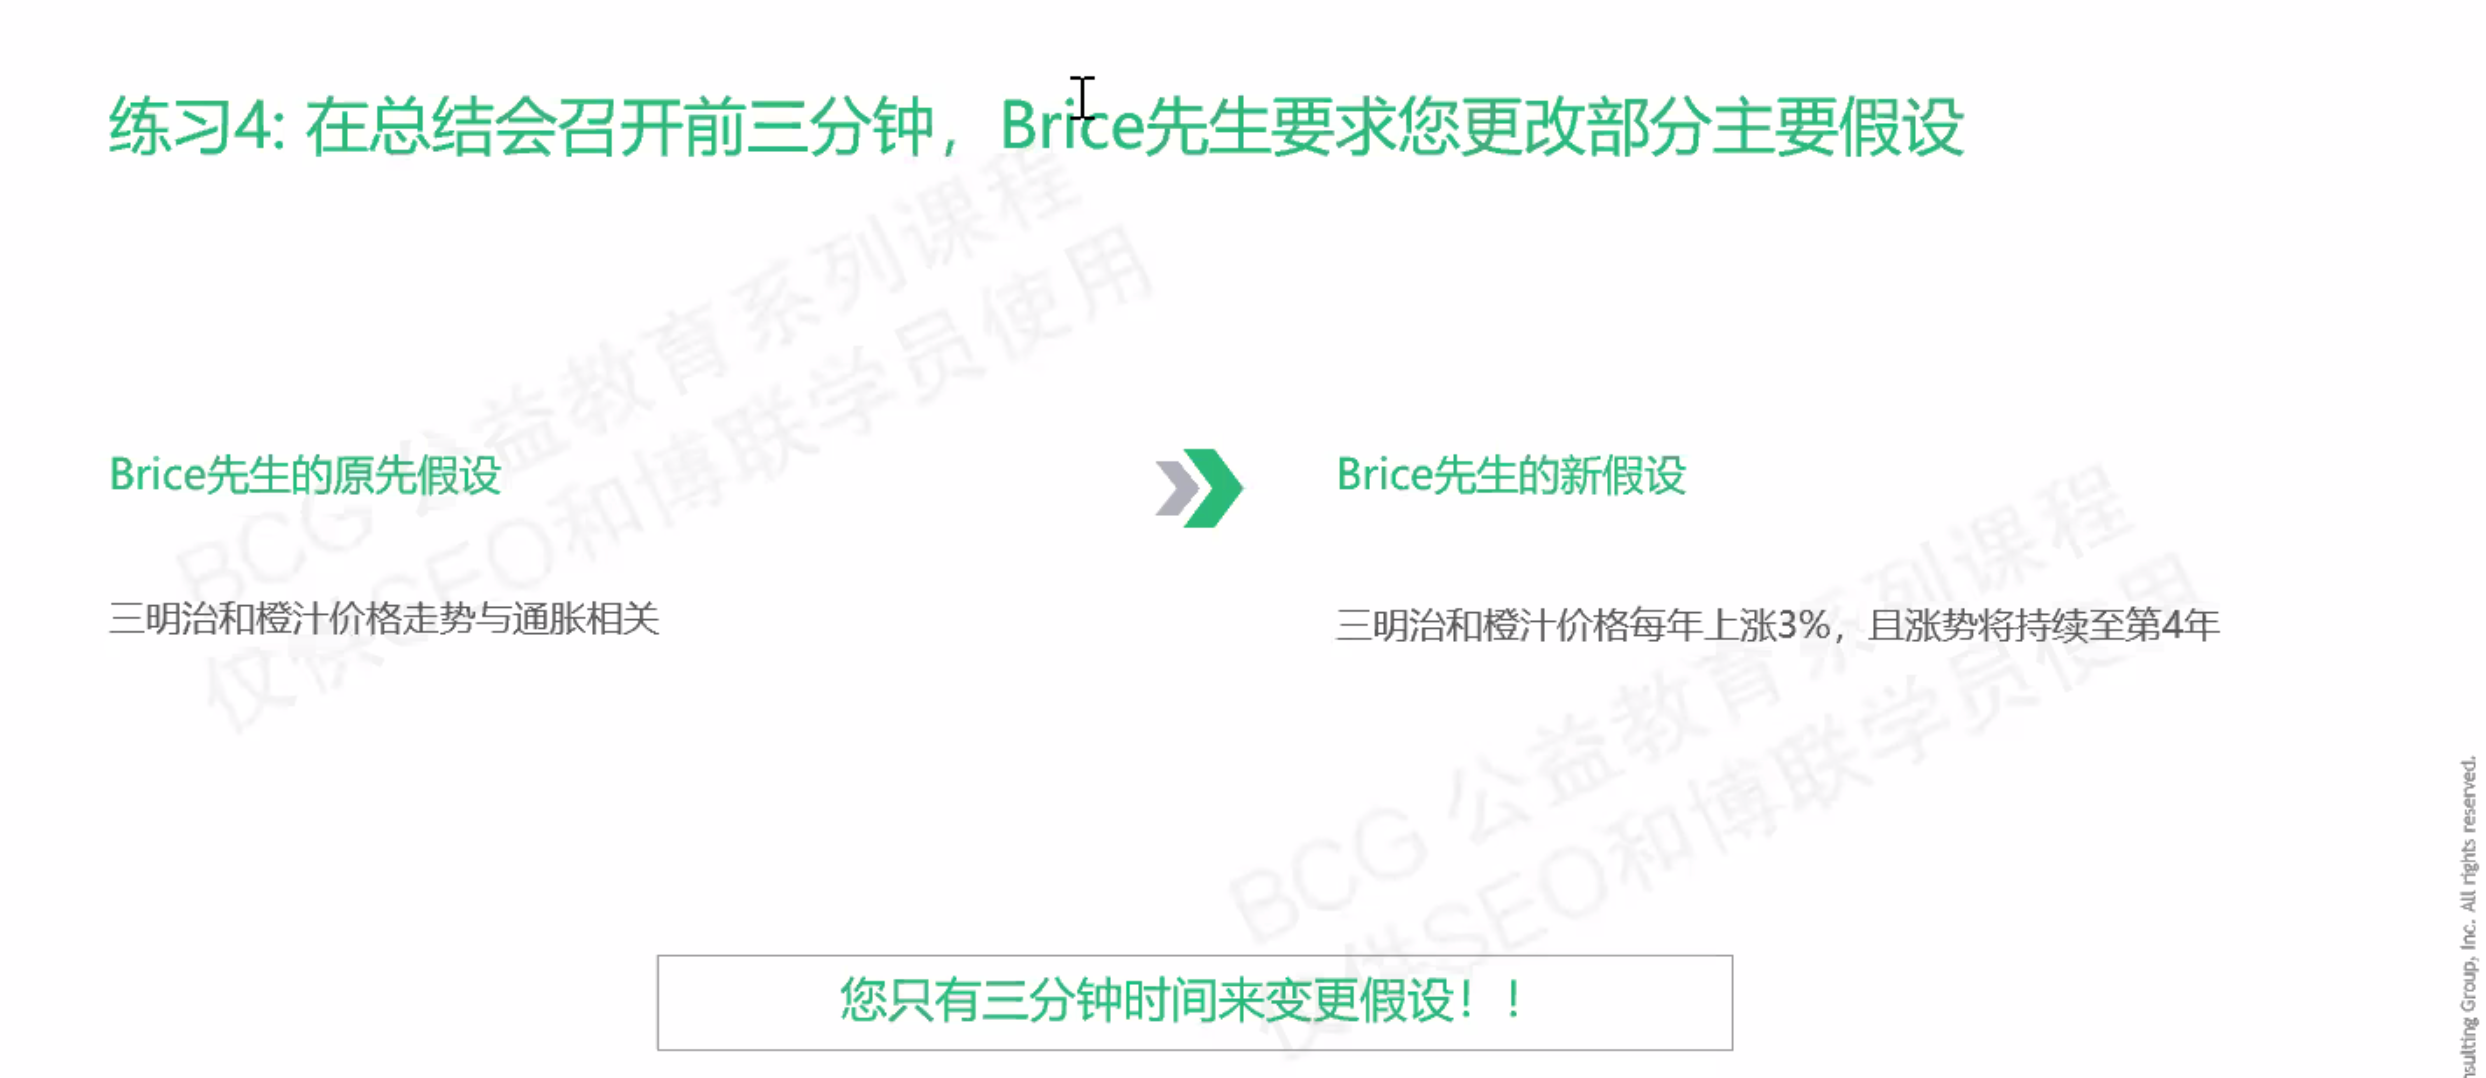 练习4: 在总结会召开前三分钟，Brice先生要求您更改部分主要假设
Brice先生的原先假设
Brice先生的新假设
三明治和橙汁价格走势与通胀相关
三明治和橙汁价格每年上涨3%，且涨势将持续至第4年
您只有三分钟时间来变更假设！！
BCG 公益教育系列课程
仅供SEO和博联学员使用
BCG 公益教育系列课程
仅供SEO和博联学员使用
Group, Inc. All rights reserved.